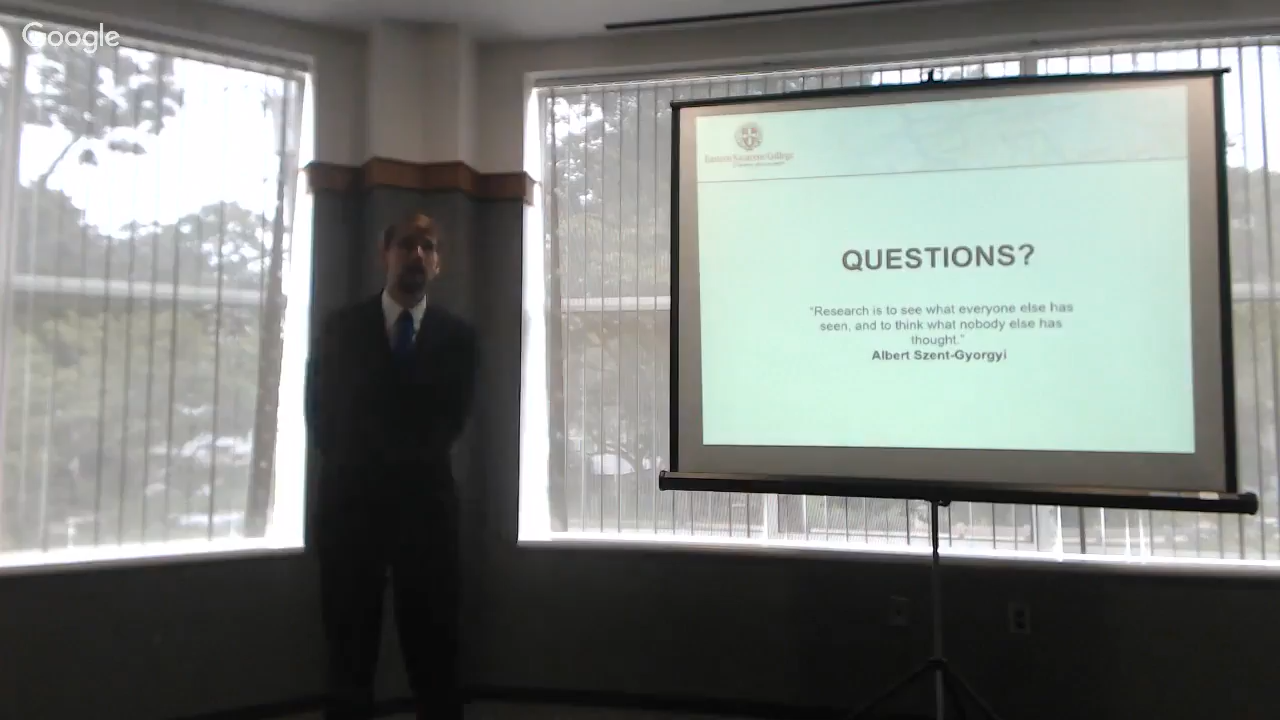 Google
QUESTIONS?
"Research is to see what everyone else has
seen, and to think what nobody else has
thought."
Albert Szent-Gyorgyi